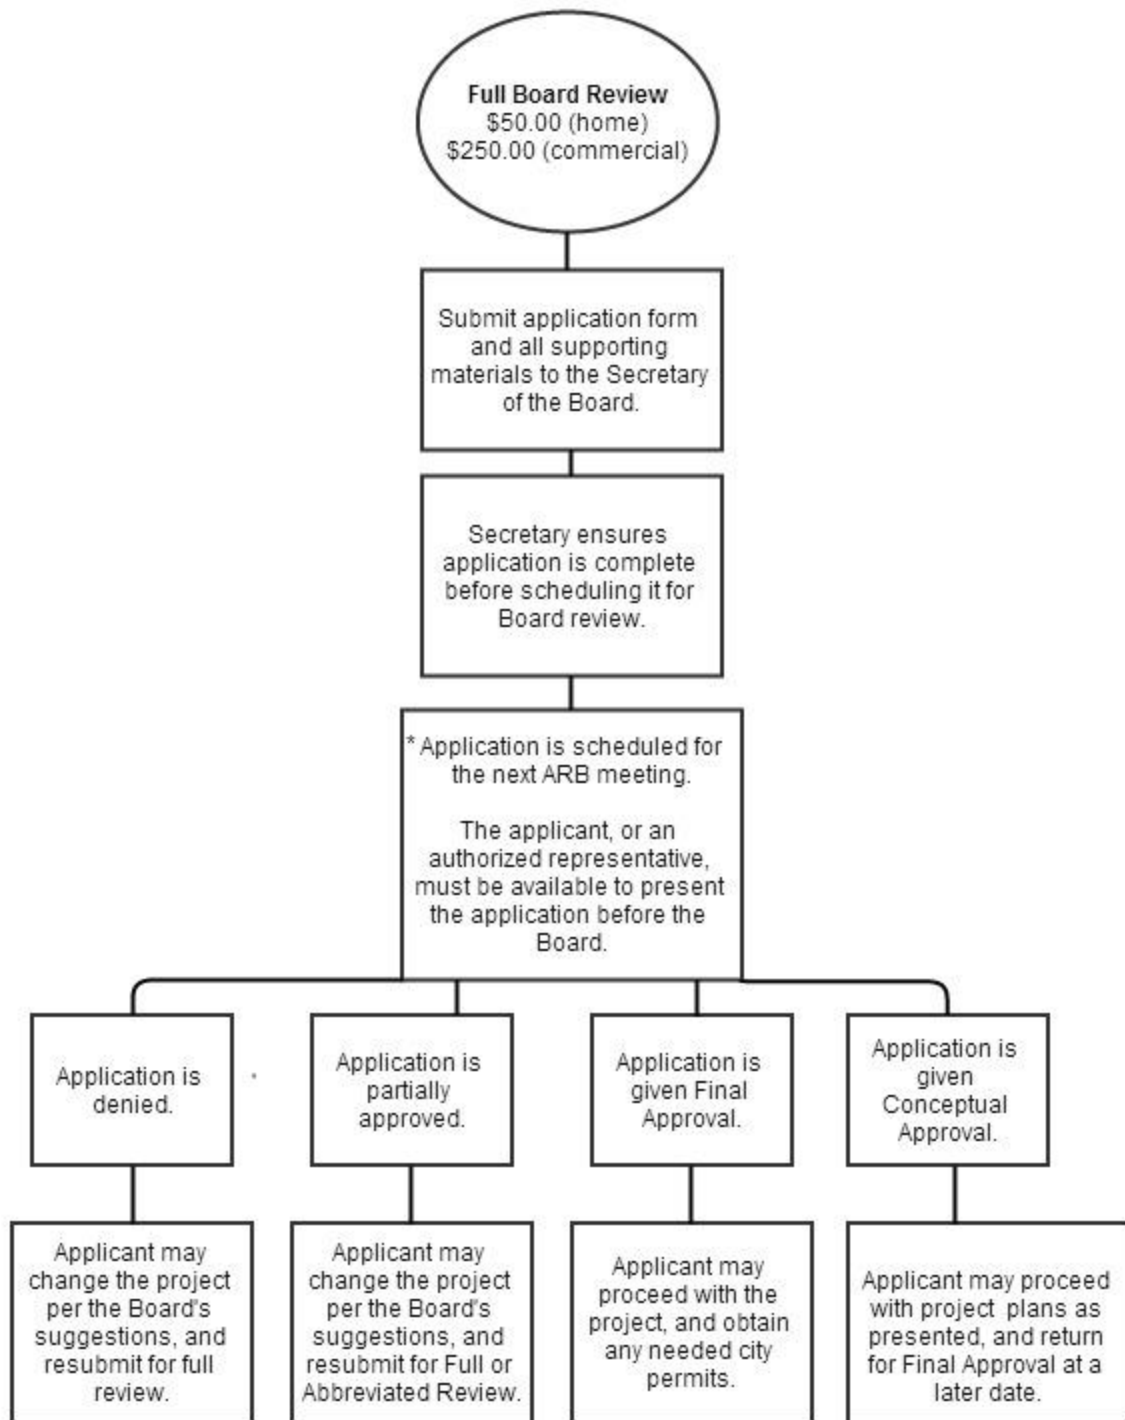 Full Board Review
$50.00 (home)
$250.00 (commercial)
Submit application form
and all supporting
materials to the Secretary
of the Board.
Secretary ensures
application is complete
before scheduling it for
Board review.
* Application is scheduled for
the next ARB meeting.
The applicant, or an
authorized representative,
must be available to present
the application before the
Board.
Application is
denied.
Application is
partially
approved.
Application is
given Final
Approval.
Application is
given
Conceptual
Approval.
Applicant may
change the project
per the Board's
suggestions, and
resubmit for full
review.
Applicant may
change the project
per the Board's
suggestions, and
resubmit for Full or
Abbreviated Review.
Applicant may
proceed with the
project, and obtain
any needed city
permits.
Applicant may proceed
with project plans as
presented, and return
for Final Approval at a
later date.